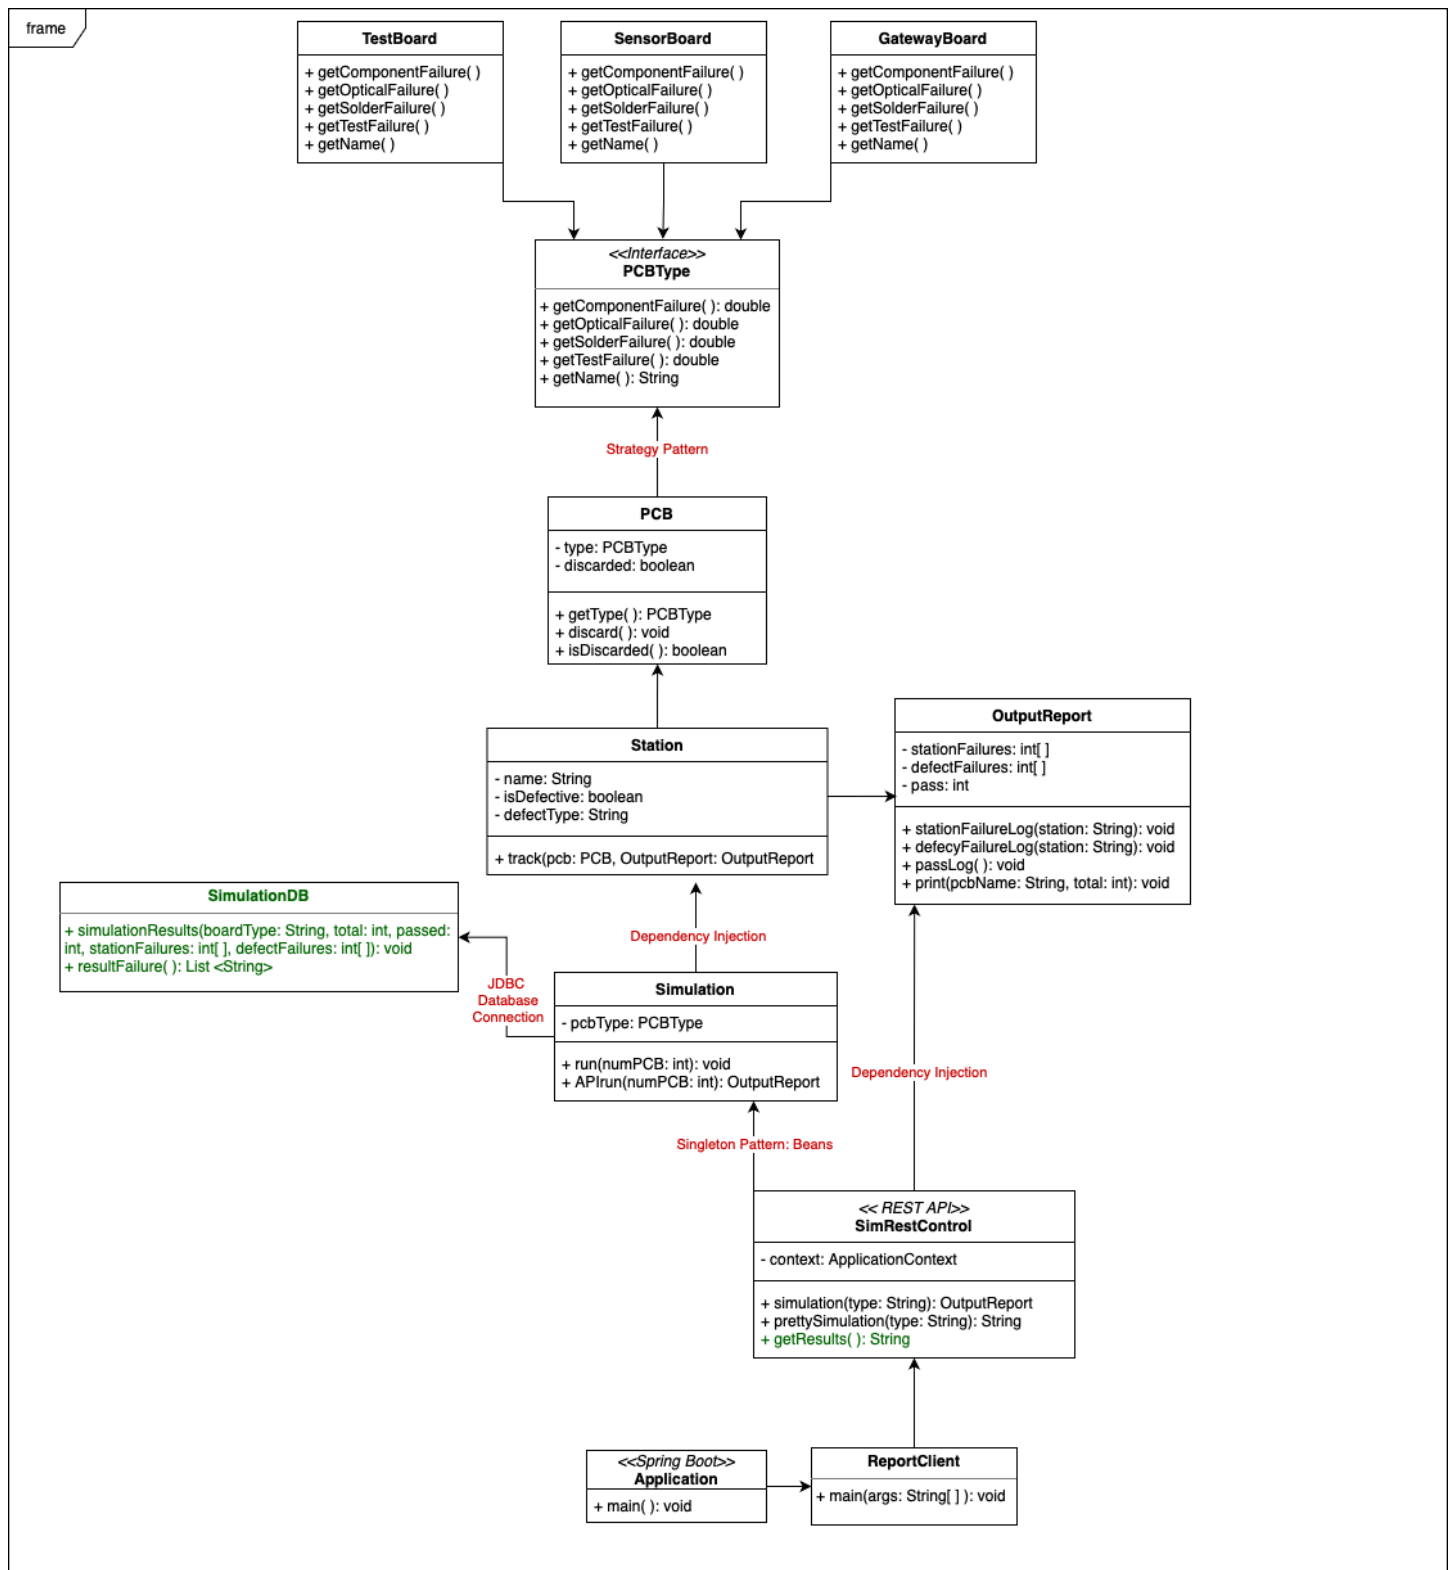 frame
TestBoard
+ getComponentFailure( )
+ getOpticalFailure( )
+ getSolderFailure( )
+ getTestFailure( )
+ getName( )
SensorBoard
+ getComponentFailure( )
+ getOpticalFailure( )
+ getSolderFailure( )
+ getTestFailure( )
+ getName( )
GatewayBoard
+ getComponentFailure( )
+ getOpticalFailure( )
+ getSolderFailure( )
+ getTestFailure( )
+ getName( )
<<Interface>>
PCBType
+ getComponentFailure( ): double
+ getOpticalFailure( ): double
+ getSolderFailure( ): double
+ getTestFailure( ): double
+ getName( ): String
Strategy Pattern
PCB
- type: PCBType
- discarded: boolean
+ getType( ): PCBType
+ discard( ): void
+ isDiscarded( ): boolean
Station
- name: String
- isDefective: boolean
- defectType: String
+ track(pcb: PCB, OutputReport: OutputReport
OutputReport
- stationFailures: int[ ]
- defectFailures: int[ ]
- pass: int
+ stationFailureLog(station: String): void
+ defecyFailureLog(station: String): void
+ passLog( ): void
+ print(pcbName: String, total: int): void
SimulationDB
+ simulationResults(boardType: String, total: int, passed:
int, stationFailures: int[ ], defectFailures: int[ ]): void
+ resultFailure( ): List <String>
Dependency Injection
JDBC
Database
Connection
Simulation
- pcbType: PCBType
+ run(numPCB: int): void
+ APIrun(numPCB: int): OutputReport
Dependency Injection
Singleton Pattern: Beans
<< REST API>>
SimRestControl
- context: ApplicationContext
+ simulation(type: String): OutputReport
+ prettySimulation(type: String): String
+ getResults( ): String
<<Spring Boot>>
Application
+ main( ): void
ReportClient
+ main(args: String[ ] ): void